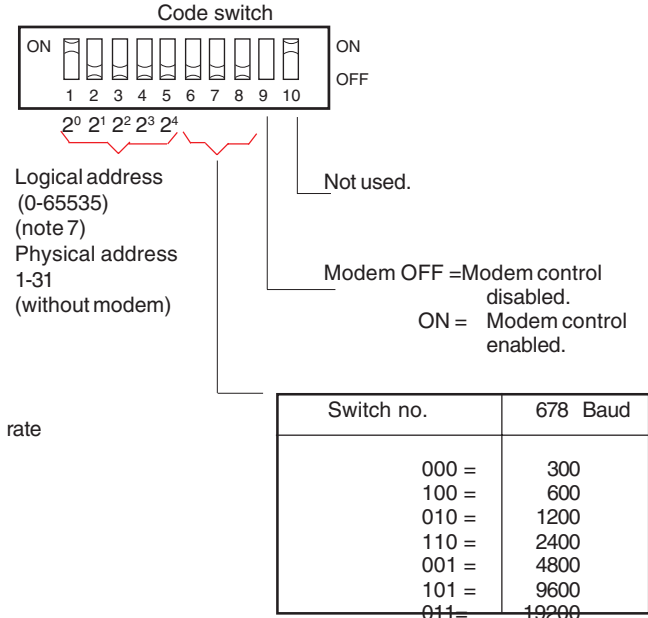 Code switch
ON ON
OFF
1 2 3 4 5 6 7 8 9 10
2⁰ 2¹ 2² 2³ 2⁴
Logical address
(0-65535)
(note 7)
Physical address
1-31
(without modem)
Not used.
Modem OFF =Modem control
disabled.
ON = Modem control
enabled.
rate
Switch no. 678 Baud
000 = 300
100 = 600
010 = 1200
110 = 2400
001 = 4800
101 = 9600
011= 19200